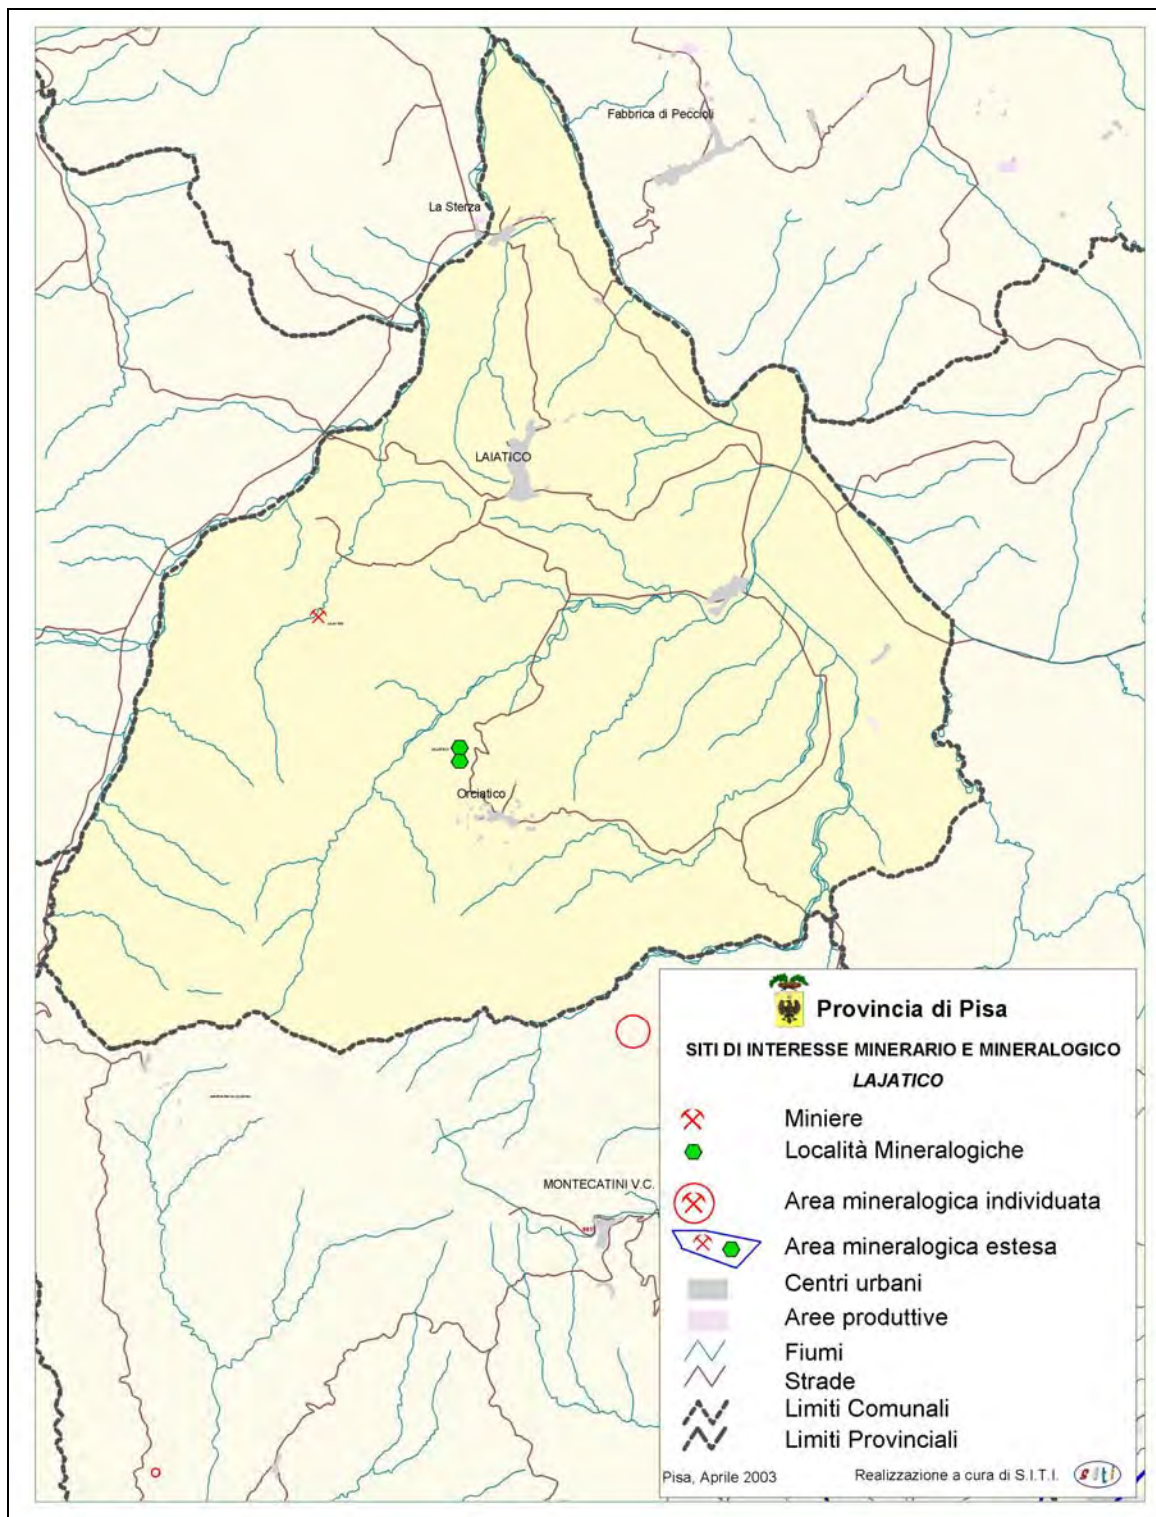 Fabbrica di Peccioli
La Sterza
LAIATICO
Orciatico
MONTECATINI V.C.
Provincia di Pisa
SITI DI INTERESSE MINERARIO E MINERALOGICO
LAJATICO
Miniere
Località Mineralogiche
Area mineralogica individuata
Area mineralogica estesa
Centri urbani
Aree produttive
Fiumi
Strade
Limiti Comunali
Limiti Provinciali
Pisa, Aprile 2003
Realizzazione a cura di S.I.T.I.
siti